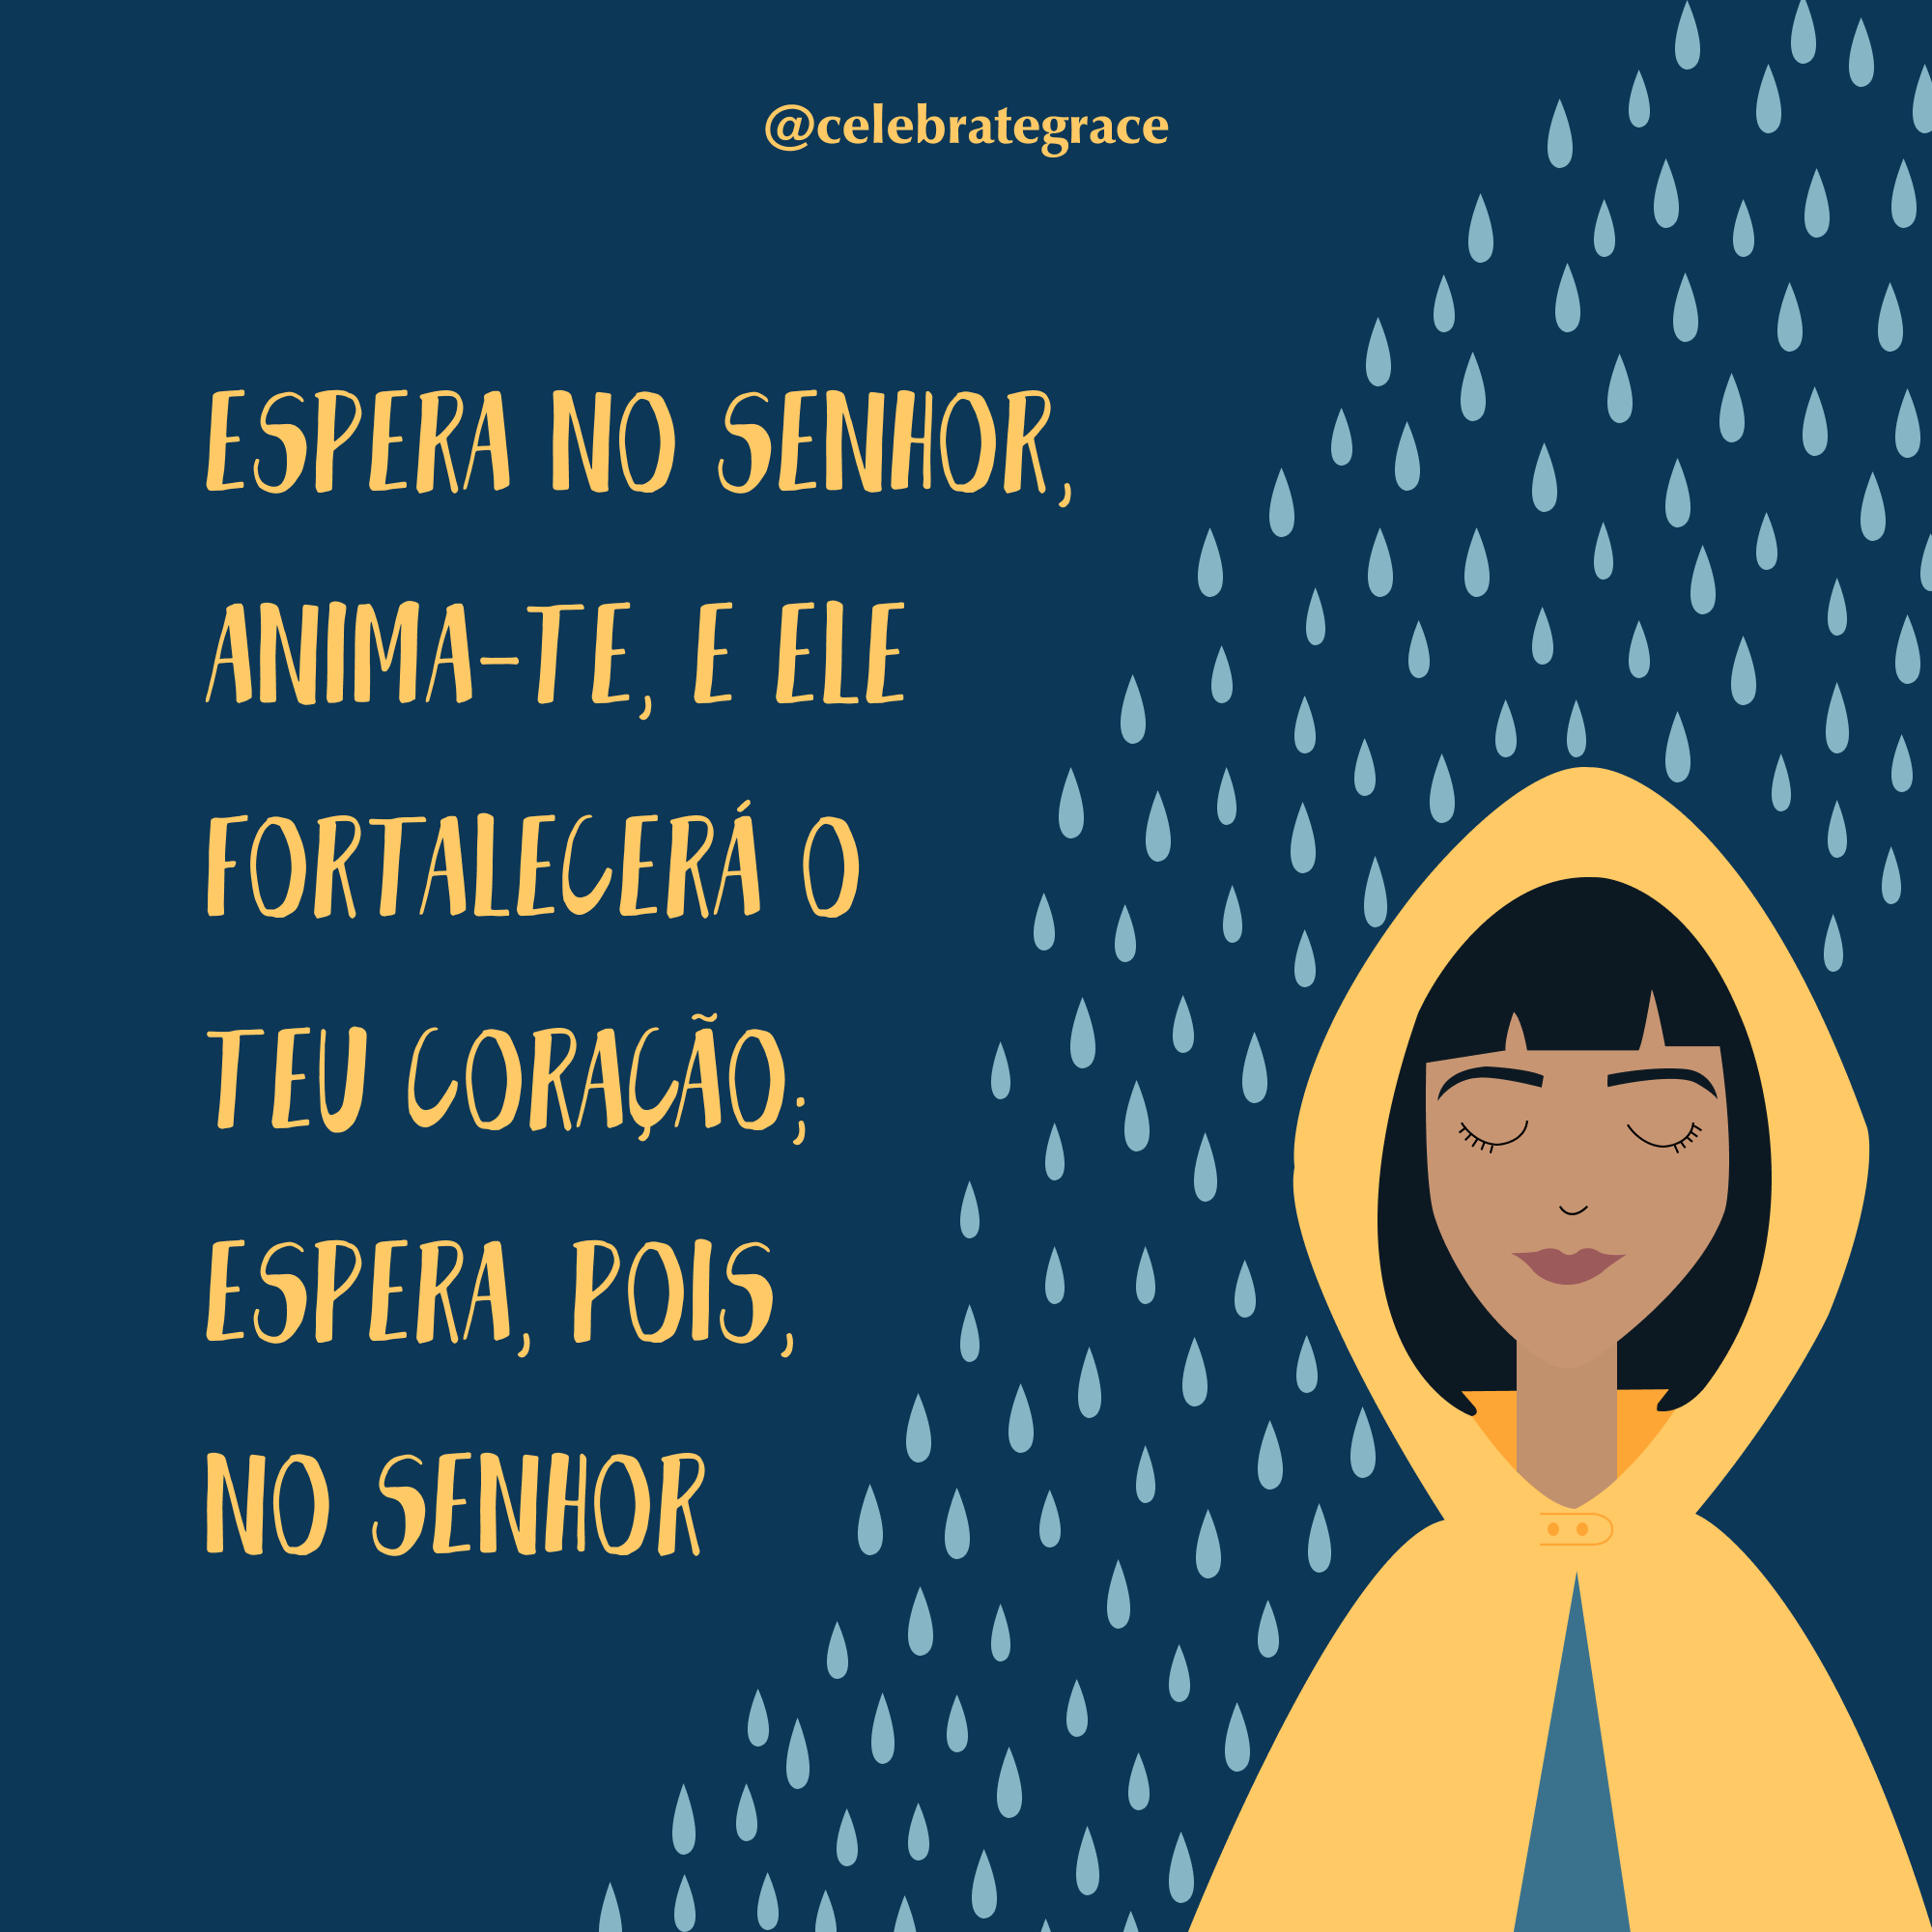 @celebrategrace
ESPERA NO SENHOR,
ANIMA-TE, E ELE
FORTALECERÁ O
TEU CORAÇÃO;
ESPERA, POIS,
NO SENHOR